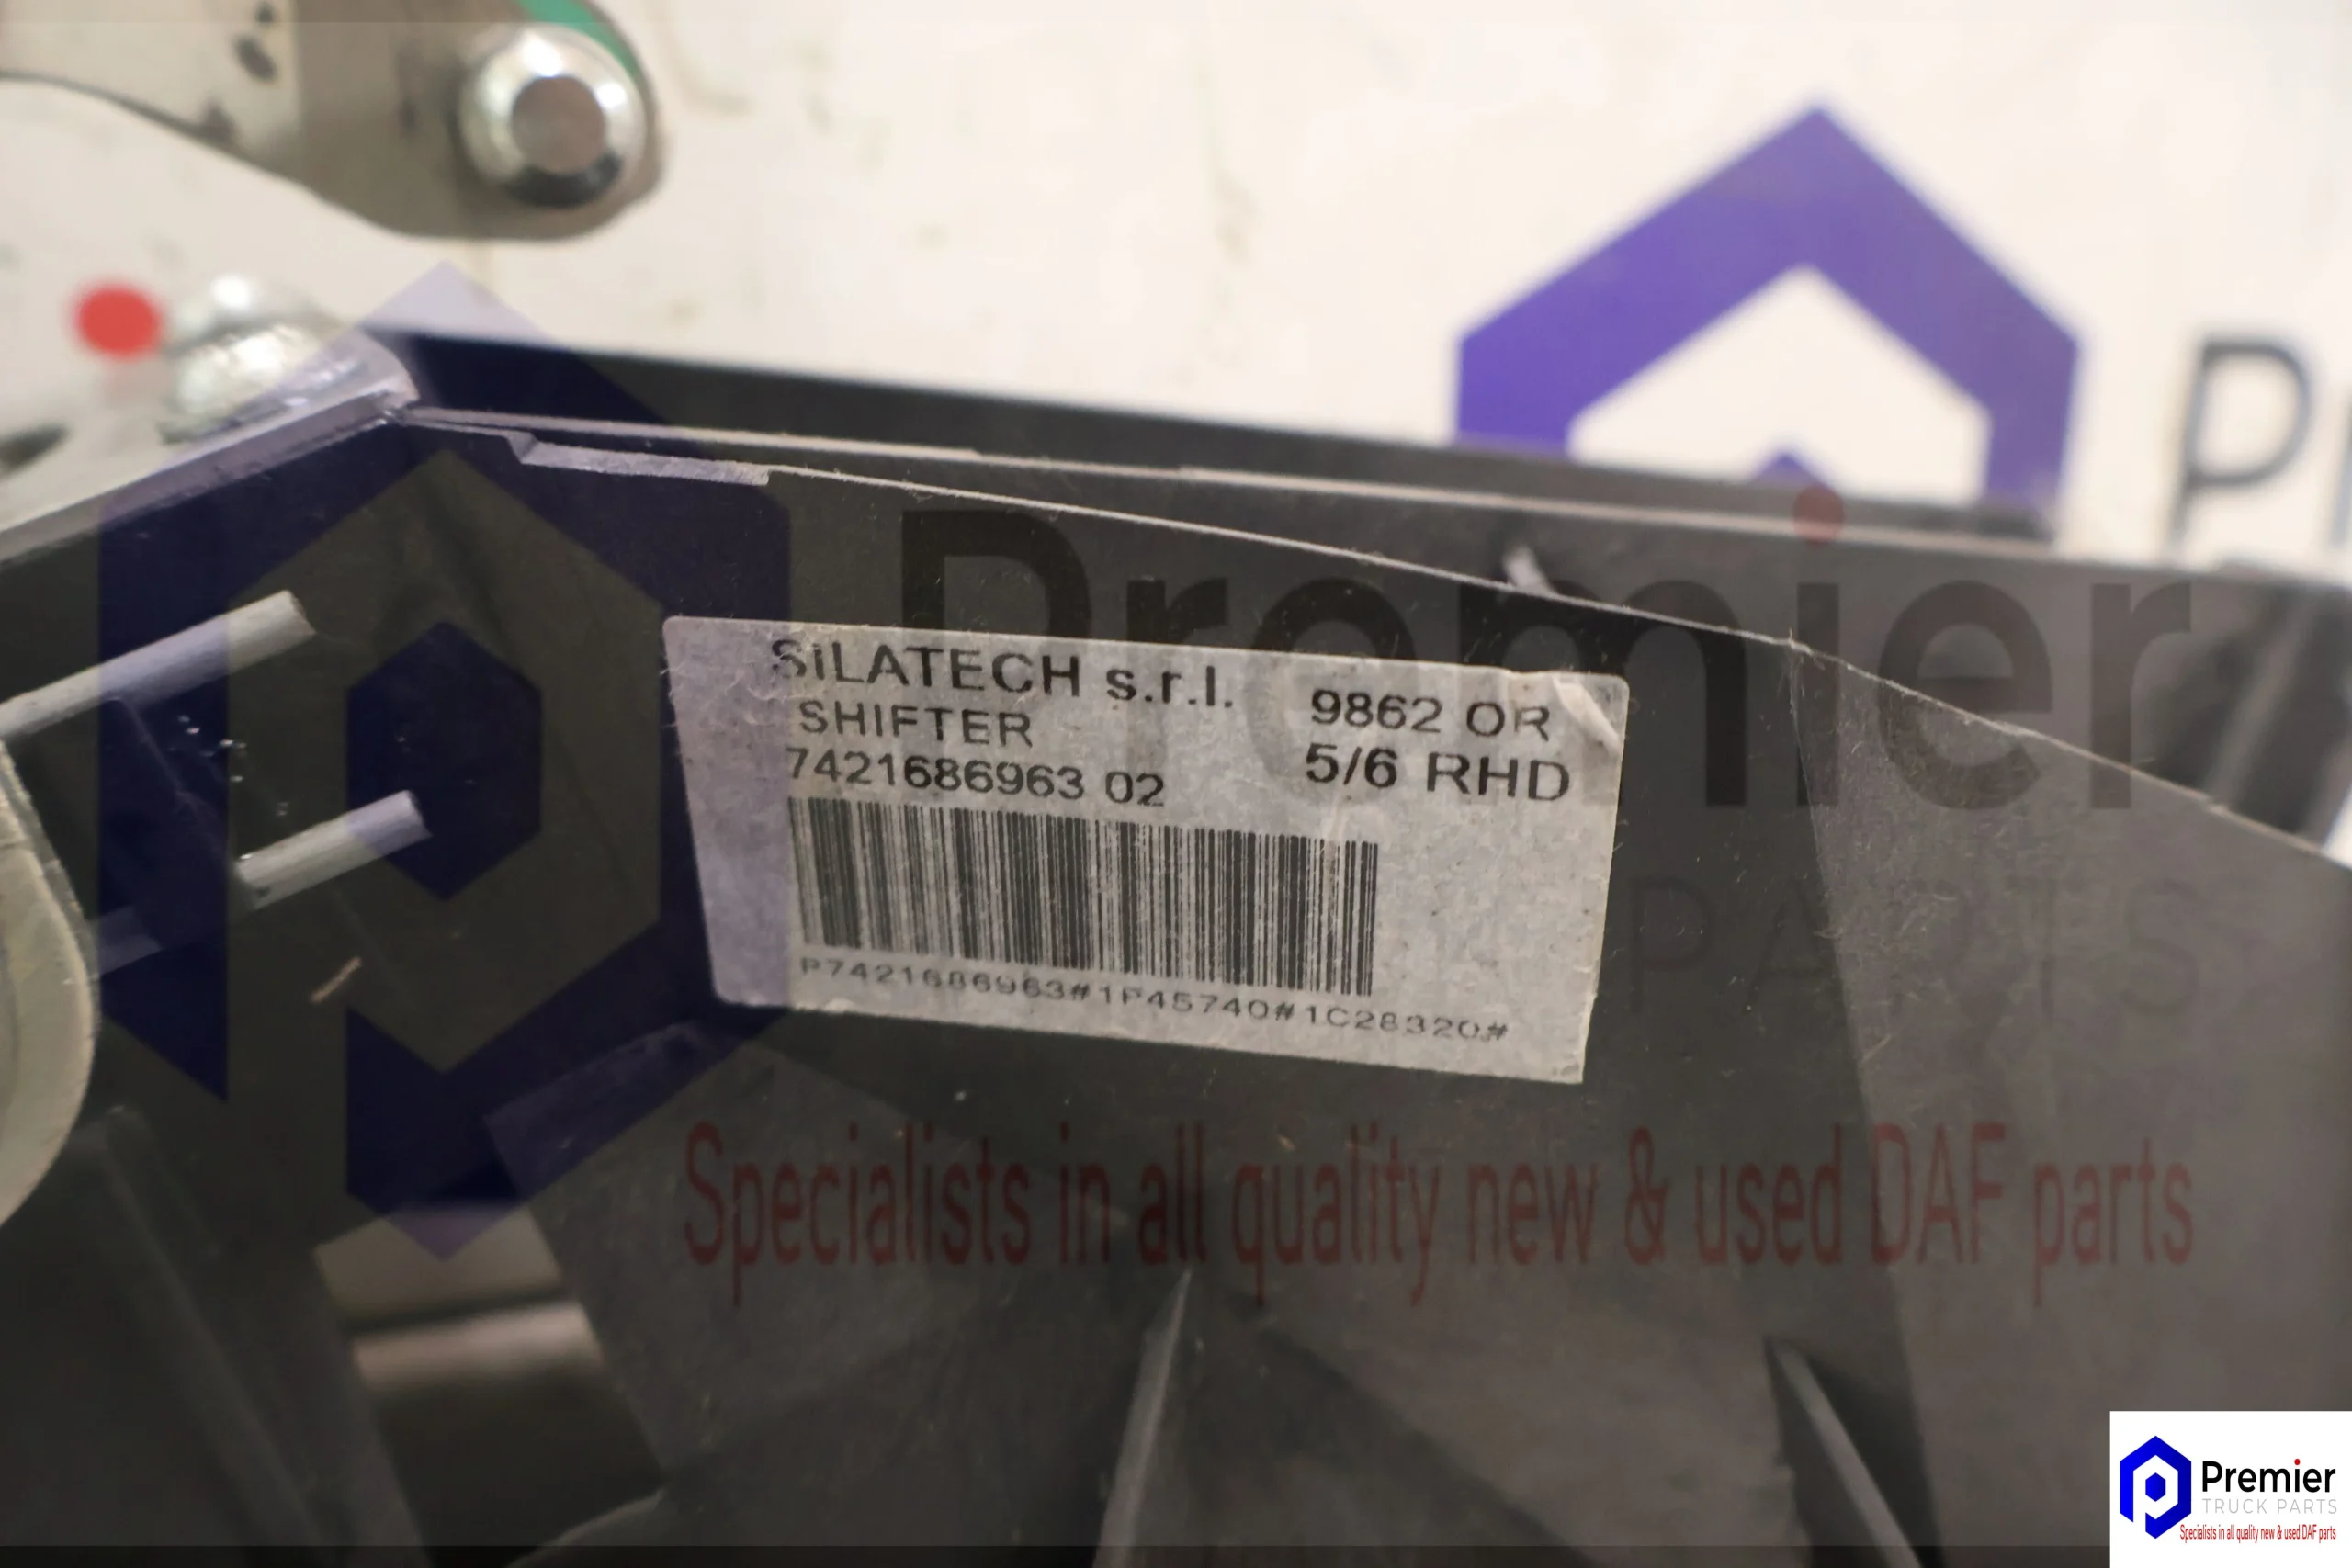 SILATECH s.r.l.
SHIFTER
7421686963 02
9862 OR
5/6 RHD
P7421686963#1P45740#1C28320#
Premier
PARTS
Specialists in all quality new & used DAF parts
Premier
TRUCK PARTS
Specialists in all quality new & used DAF parts